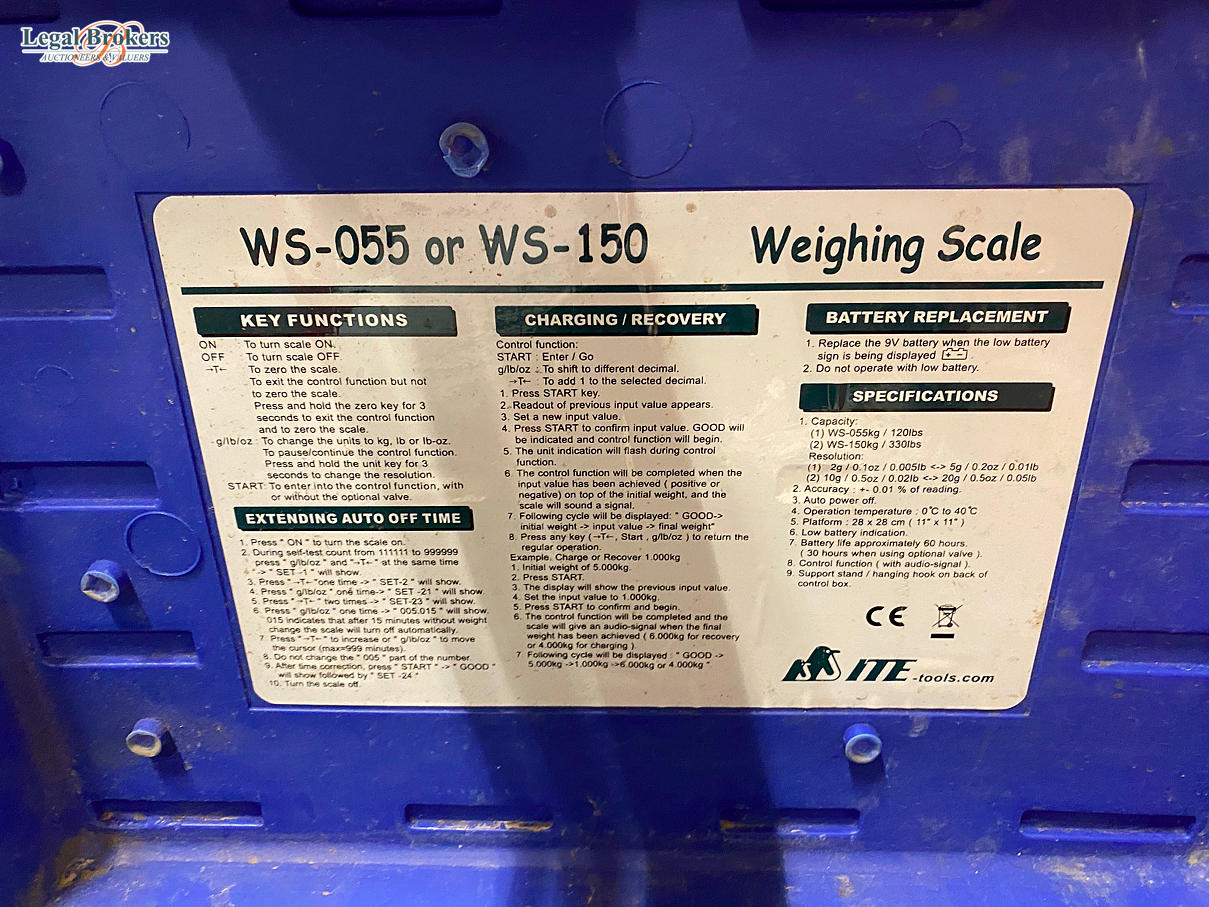 Legal Brokers
AUCTIONEERS & VALUERS
WS-055 or WS-150
Weighing Scale
KEY FUNCTIONS
ON : To turn scale ON.
OFF : To turn scale OFF.
→T← : To zero the scale.
To exit the control function but not
to zero the scale.
Press and hold the zero key for 3
seconds to exit the control function
and to zero the scale.
g/lb/oz : To change the units to kg, lb or lb-oz.
To pause/continue the control function.
Press and hold the unit key for 3
seconds to change the resolution.
START: To enter into the control function, with
or without the optional valve.
EXTENDING AUTO OFF TIME
1. Press " ON " to turn the scale on.
2. During self-test count from 111111 to 999999
press " g/lb/oz " and "→T←" at the same time
" -> " SET -1 " will show.
3. Press " →T← "one time -> " SET-2 " will show.
4. Press " g/lb/oz " one time-> " SET -21 " will show.
5. Press " →T← " two times -> " SET-23 " will show.
6. Press " g/lb/oz " one time -> " 005.015 " will show.
015 indicates that after 15 minutes without weight
change the scale will turn off automatically.
7. Press " →T← " to increase or " g/lb/oz " to move
the cursor (max=999 minutes).
8. Do not change the " 005 " part of the number.
9. After time correction, press " START " -> " GOOD "
will show followed by " SET -24 "
10. Turn the scale off.
CHARGING / RECOVERY
Control function:
START : Enter / Go
g/lb/oz : To shift to different decimal.
→T← : To add 1 to the selected decimal.
1. Press START key.
2. Readout of previous input value appears.
3. Set a new input value.
4. Press START to confirm input value. GOOD will
be indicated and control function will begin.
5. The unit indication will flash during control
function.
6. The control function will be completed when the
input value has been achieved ( positive or
negative) on top of the initial weight, and the
scale will sound a signal.
7. Following cycle will be displayed: " GOOD->
initial weight -> input value -> final weight"
8. Press any key (→T←, Start , g/lb/oz ) to return the
regular operation.
Example. Charge or Recover 1.000kg
1. Initial weight of 5.000kg.
2. Press START.
3. The display will show the previous input value.
4. Set the input value to 1.000kg.
5. Press START to confirm and begin.
6. The control function will be completed and the
scale will give an audio-signal when the final
weight has been achieved ( 6.000kg for recovery
or 4.000kg for charging ).
7 Following cycle will be displayed : " GOOD ->
5.000kg ->1.000kg ->6.000kg or 4.000kg "
BATTERY REPLACEMENT
1. Replace the 9V battery when the low battery
sign is being displayed + - .
2. Do not operate with low battery.
SPECIFICATIONS
1. Capacity:
(1) WS-055kg / 120lbs
(2) WS-150kg / 330lbs
Resolution:
(1) 2g / 0.1oz / 0.005lb <-> 5g / 0.2oz / 0.01lb
(2) 10g / 0.5oz / 0.02lb <-> 20g / 0.5oz / 0.05lb
2. Accuracy : +- 0.01 % of reading.
3. Auto power off.
4. Operation temperature : 0℃ to 40℃
5. Platform : 28 x 28 cm ( 11" x 11" )
6. Low battery indication.
7. Battery life approximately 60 hours.
( 30 hours when using optional valve ).
8. Control function ( with audio-signal ).
9. Support stand / hanging hook on back of
control box.
CE
ITE -tools.com